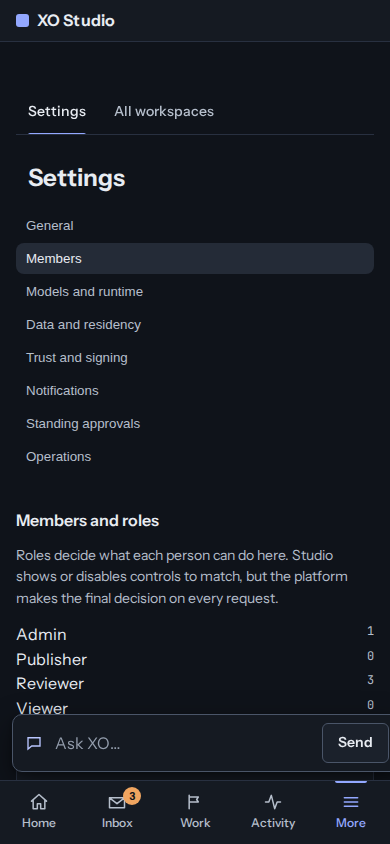 XO Studio
Settings
All workspaces
Settings
General
Members
Models and runtime
Data and residency
Trust and signing
Notifications
Standing approvals
Operations
Members and roles
Roles decide what each person can do here. Studio
shows or disables controls to match, but the platform
makes the final decision on every request.
Admin 1
Publisher 0
Reviewer 3
Viewer 0
Ask XO...
Send
3
Home
Inbox
Work
Activity
More